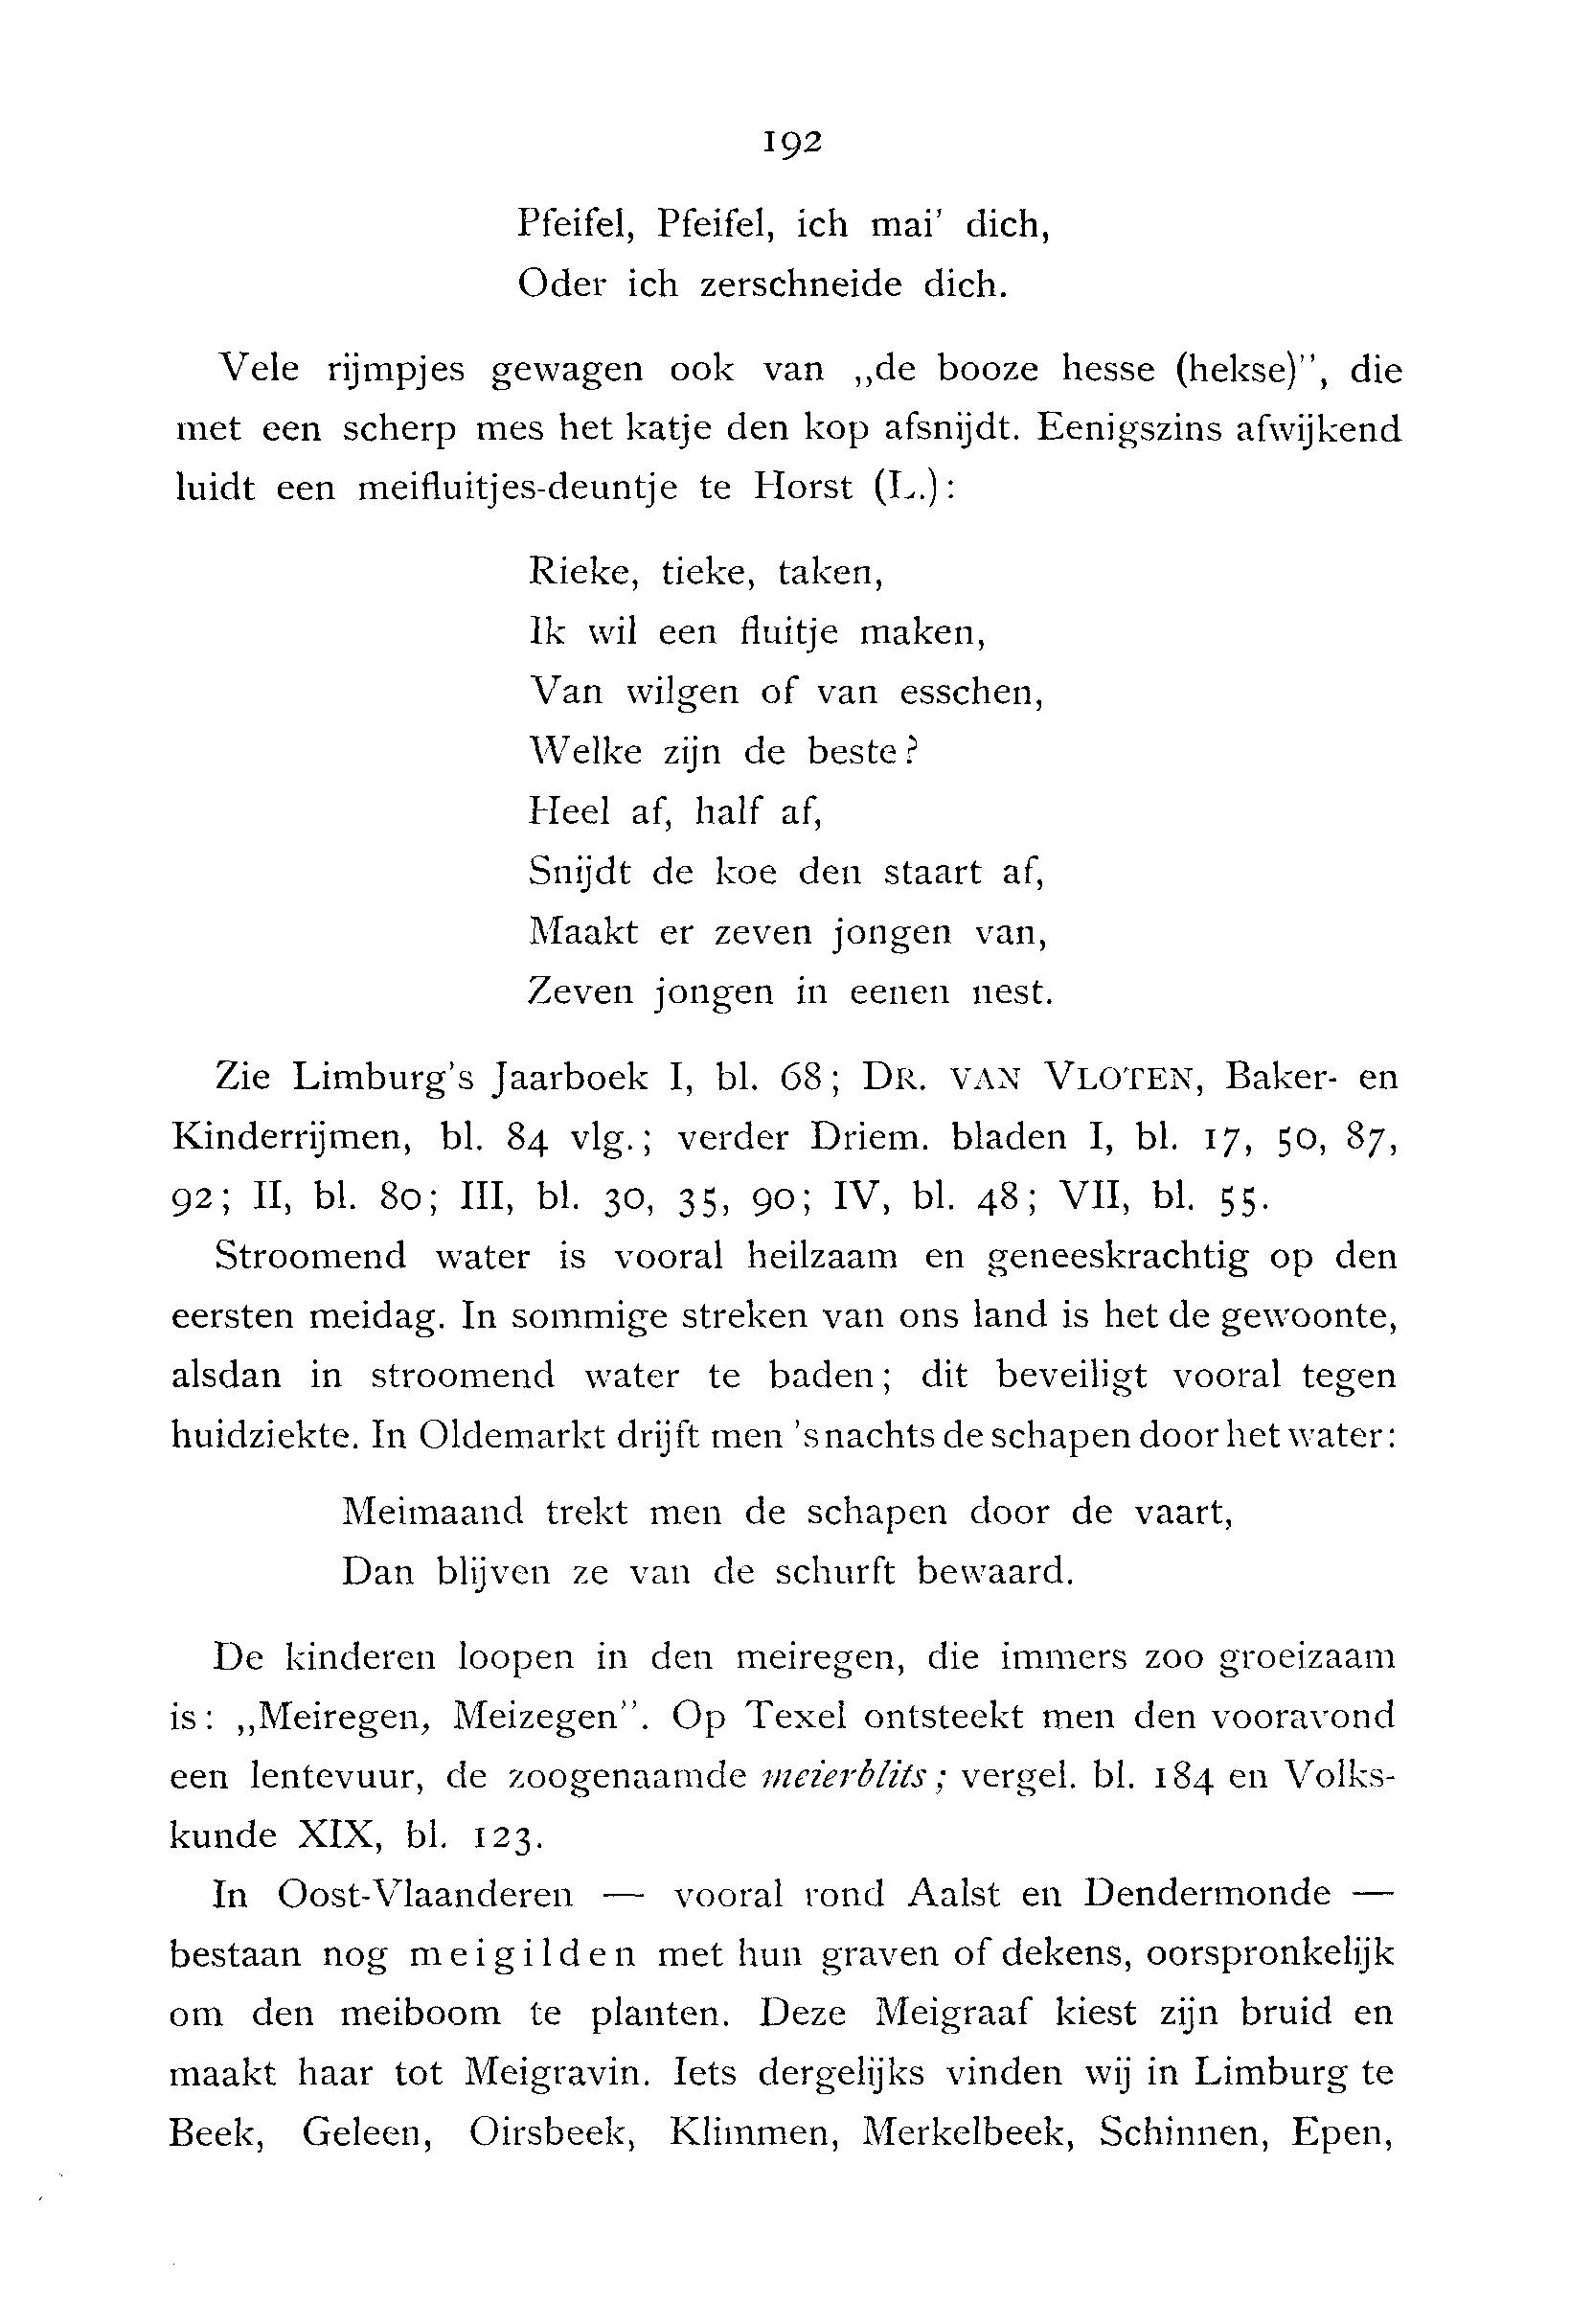 192
Pfeifel, Pfeifel, ich mai' dich,
Oder ich zerschneide dich.
Vele rijmpjes gewagen ook van „de booze hesse (hekse)”, die
met een scherp mes het katje den kop afsnijdt. Eenigszins afwijkend
luidt een meifluitjes-deuntje te Horst (L.):
Rieke, tieke, taken,
Ik wil een fluitje maken,
Van wilgen of van esschen,
Welke zijn de beste?
Heel af, half af,
Snijdt de koe den staart af,
Maakt er zeven jongen van,
Zeven jongen in eenen nest.
Zie Limburg's Jaarboek I, bl. 68; DR. VAN VLOTEN, Baker- en
Kinderrijmen, bl. 84 vlg.; verder Driem. bladen I, bl. 17, 50, 87,
92; II, bl. 80; III, bl. 30, 35, 90; IV, bl. 48; VII, bl. 55.
Stroomend water is vooral heilzaam en geneeskrachtig op den
eersten meidag. In sommige streken van ons land is het de gewoonte,
alsdan in stroomend water te baden; dit beveiligt vooral tegen
huidziekte. In Oldemarkt drijft men 's nachts de schapen door het water:
Meimaand trekt men de schapen door de vaart,
Dan blijven ze van de schurft bewaard.
De kinderen loopen in den meiregen, die immers zoo groeizaam
is: „Meiregen, Meizegen”. Op Texel ontsteekt men den vooravond
een lentevuur, de zoogenaamde meierblits; vergel. bl. 184 en Volks-
kunde XIX, bl. 123.
In Oost-Vlaanderen — vooral rond Aalst en Dendermonde —
bestaan nog meigilden met hun graven of dekens, oorspronkelijk
om den meiboom te planten. Deze Meigraaf kiest zijn bruid en
maakt haar tot Meigravin. Iets dergelijks vinden wij in Limburg te
Beek, Geleen, Oirsbeek, Klimmen, Merkelbeek, Schinnen, Epen,